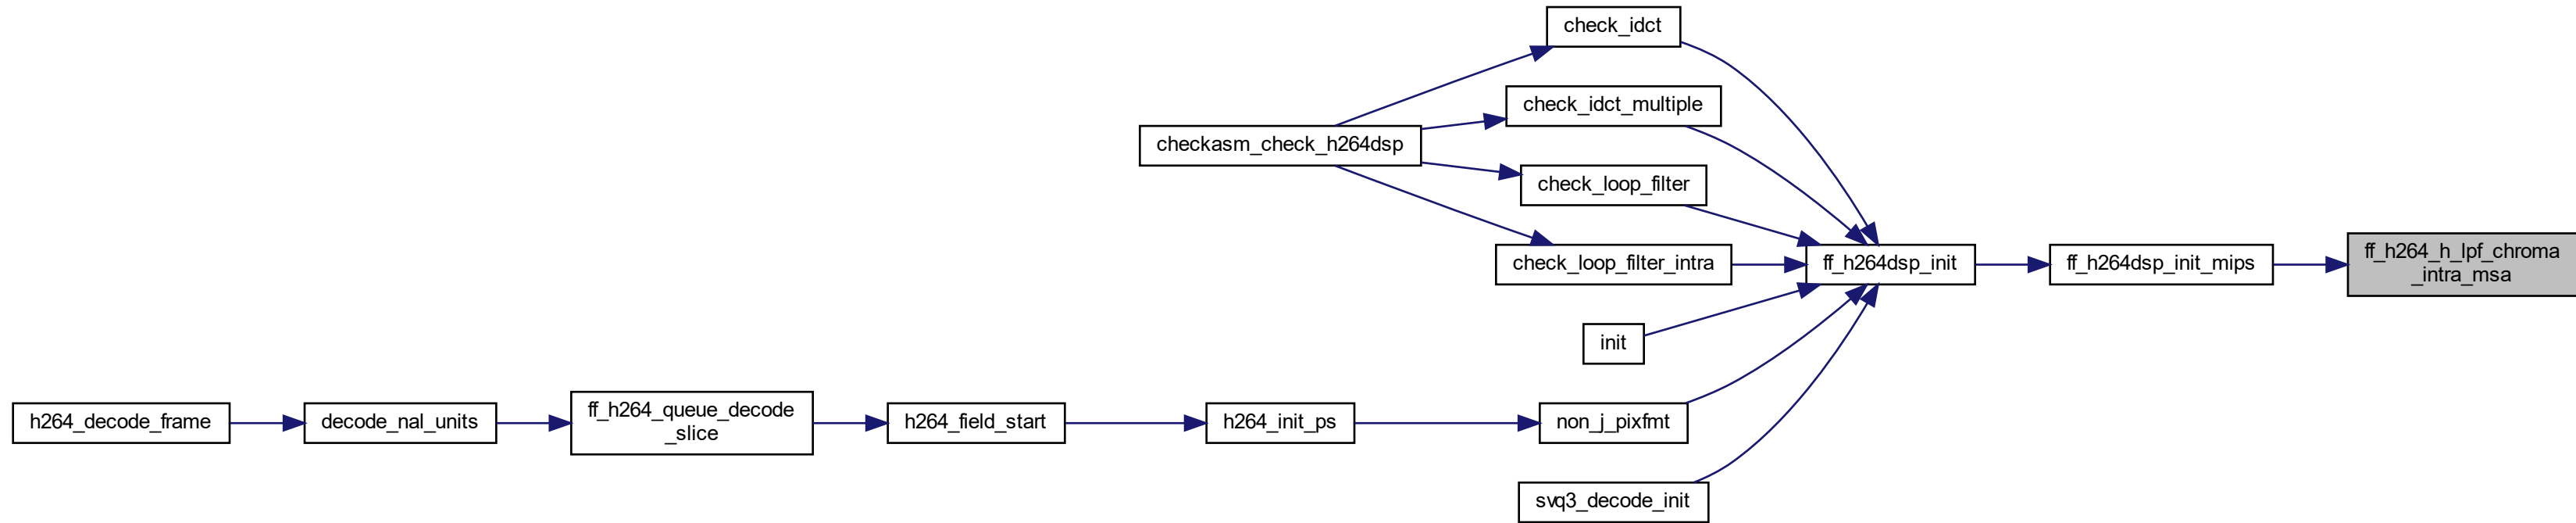 check_idct
check_idct_multiple
checkasm_check_h264dsp
check_loop_filter
check_loop_filter_intra
ff_h264dsp_init
ff_h264dsp_init_mips
ff_h264_h_lpf_chroma
_intra_msa
init
h264_decode_frame
decode_nal_units
ff_h264_queue_decode
_slice
h264_field_start
h264_init_ps
non_j_pixfmt
svq3_decode_init